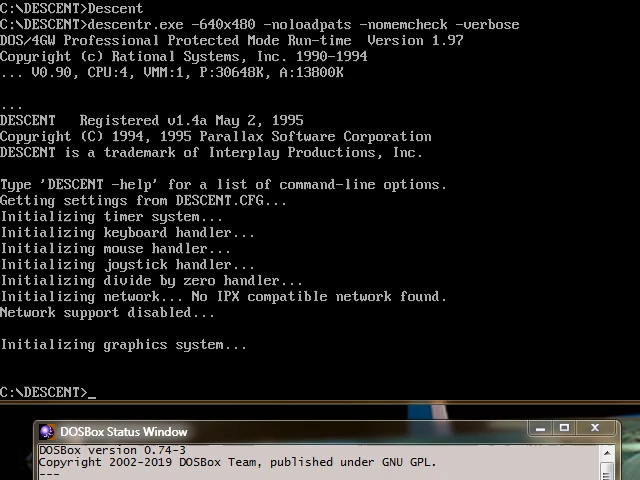 C:\DESCENT>Descent
C:\DESCENT>descentr.exe -640x480 -noloadpats -nomemcheck -verbose
DOS/4GW Professional Protected Mode Run-time  Version 1.97
Copyright (c) Rational Systems, Inc. 1990-1994
... V0.90, CPU:4, VMM:1, P:30648K, A:13800K
...
DESCENT   Registered v1.4a May 2, 1995
Copyright (C) 1994, 1995 Parallax Software Corporation
DESCENT is a trademark of Interplay Productions, Inc.
Type 'DESCENT -help' for a list of command-line options.
Getting settings from DESCENT.CFG...
Initializing timer system...
Initializing keyboard handler...
Initializing mouse handler...
Initializing joystick handler...
Initializing divide by zero handler...
Initializing network... No IPX compatible network found.
Network support disabled...
Initializing graphics system...
C:\DESCENT>_
DOSBox Status Window
DOSBox version 0.74-3
Copyright 2002-2019 DOSBox Team, published under GNU GPL.
---